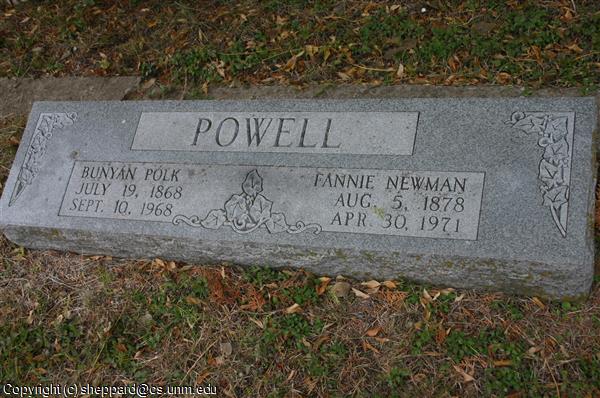 POWELL
BUNYAN POLK
JULY 19, 1868
SEPT. 10, 1968
FANNIE NEWMAN
AUG. 5, 1878
APR. 30, 1971
Copyright (c) sheppard@cs.unm.edu